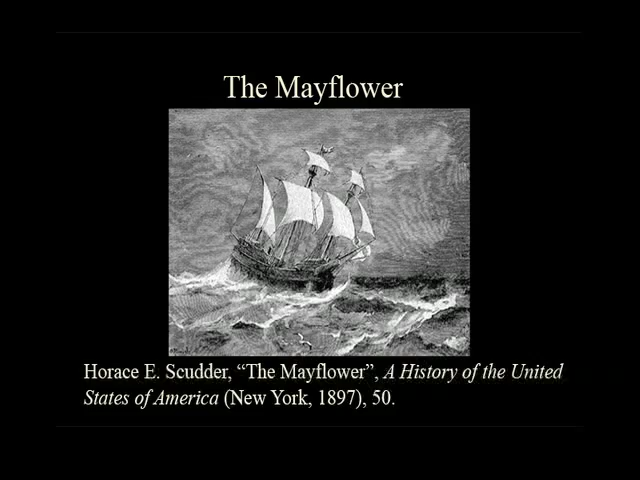 The Mayflower
Horace E. Scudder, “The Mayflower”, A History of the United
States of America (New York, 1897), 50.